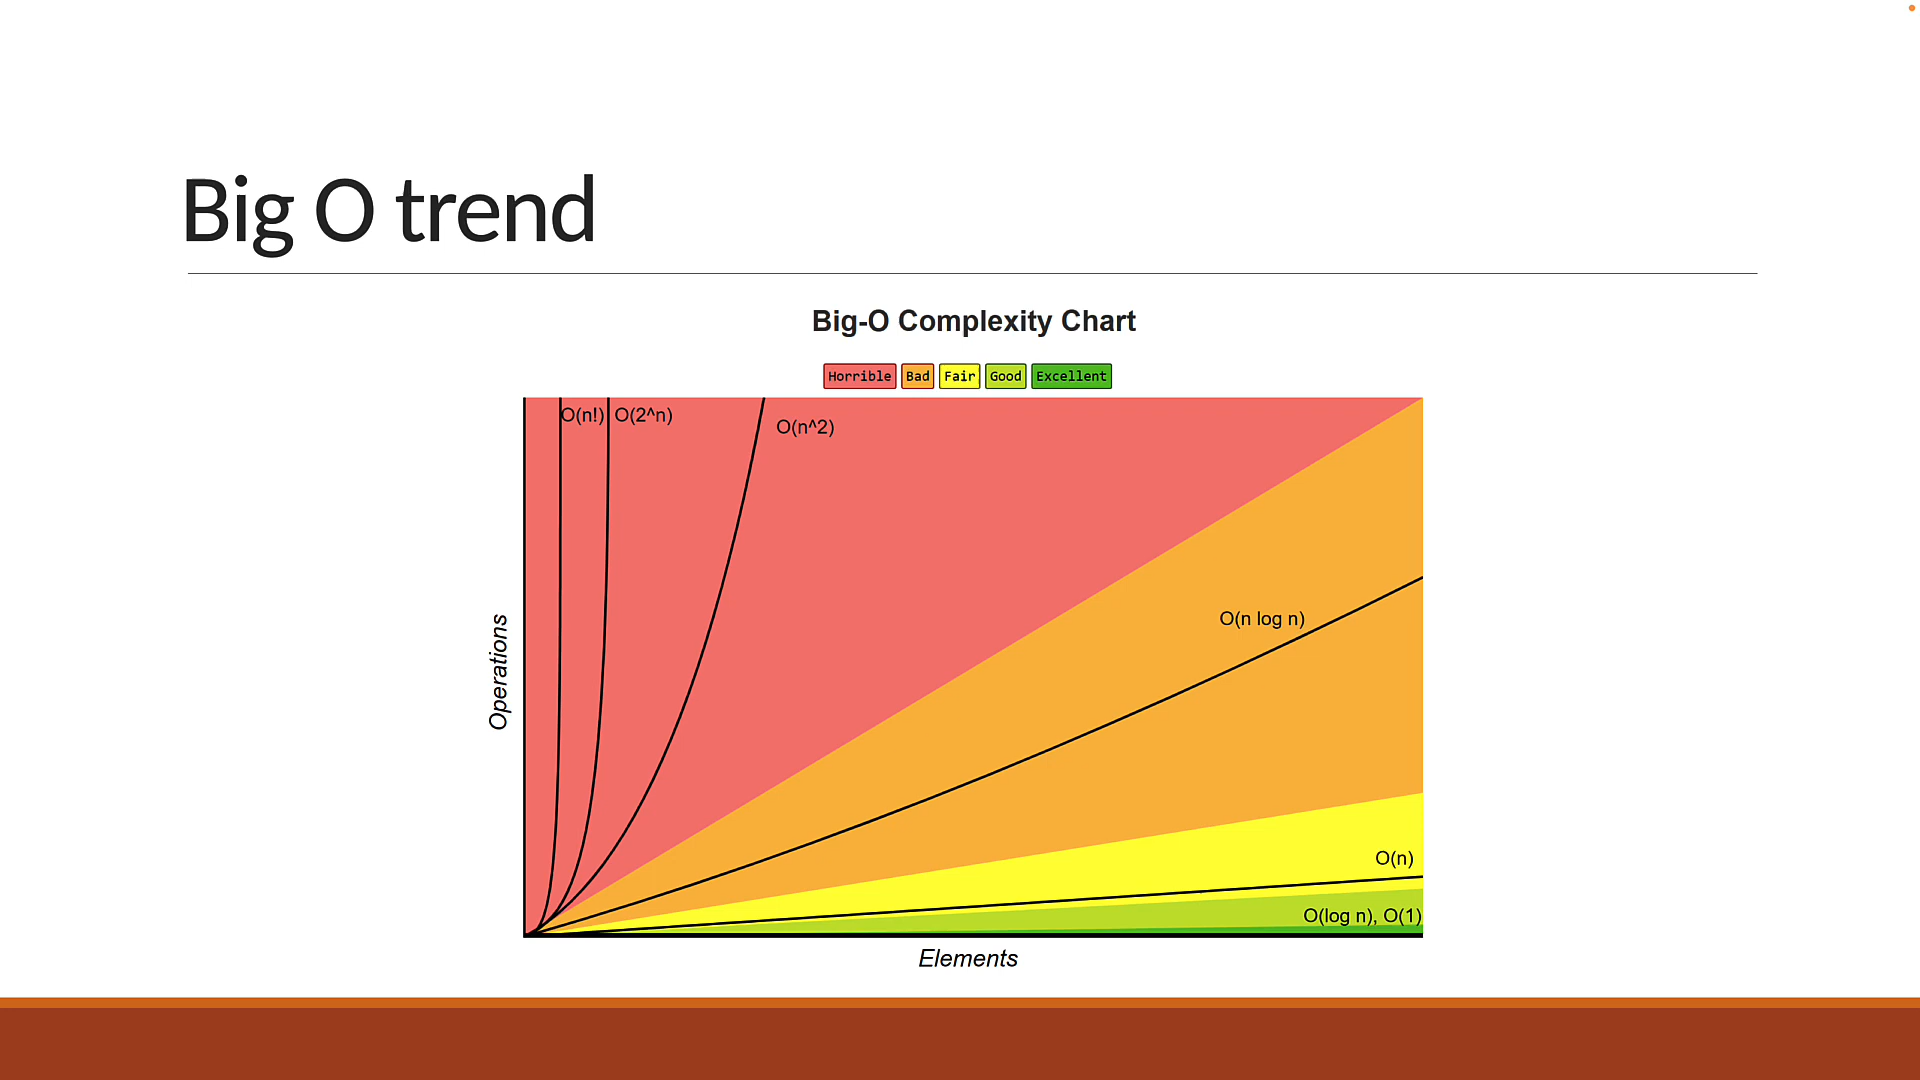 Big O trend
Big-O Complexity Chart
Horrible Bad Fair Good Excellent
O(n!) O(2^n)
O(n^2)
O(n log n)
Operations
O(n)
O(log n), O(1)
Elements